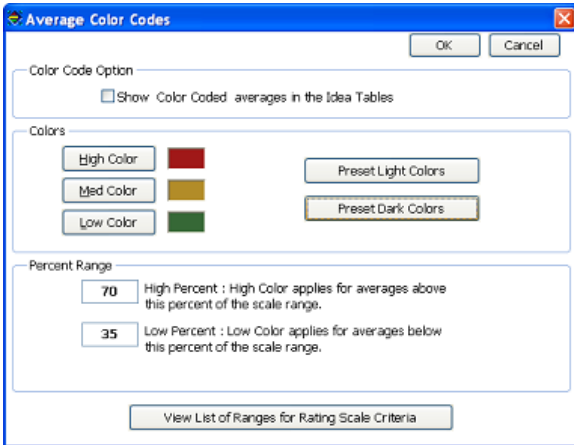 Average Color Codes
OK Cancel
Color Code Option
Show Color Coded averages in the Idea Tables
Colors
High Color
Med Color
Low Color
Preset Light Colors
Preset Dark Colors
Percent Range
70 High Percent : High Color applies for averages above
this percent of the scale range.
35 Low Percent : Low Color applies for averages below
this percent of the scale range.
View List of Ranges for Rating Scale Criteria